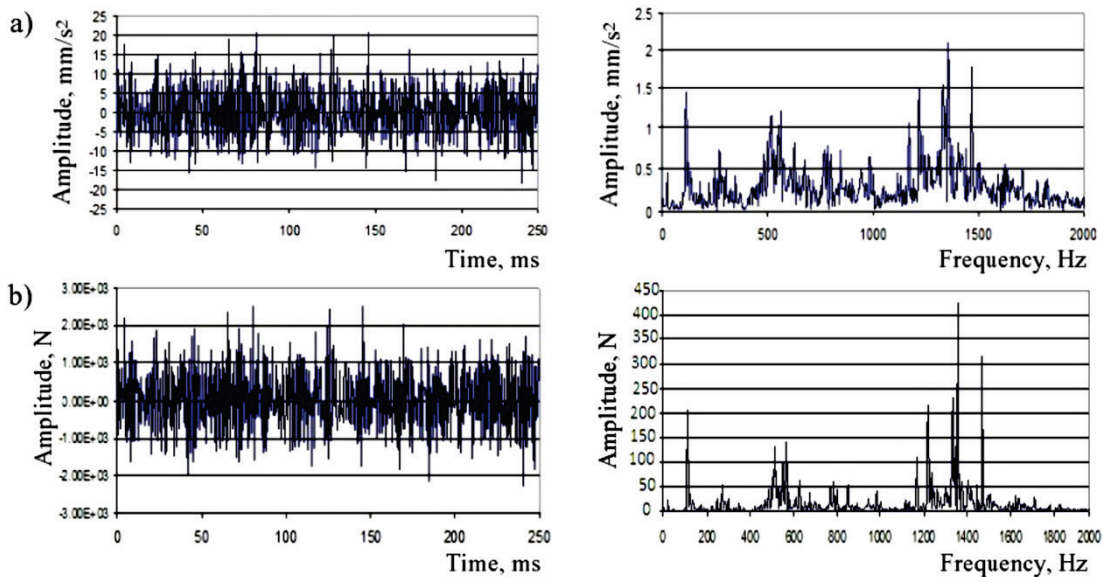 a)
Amplitude, mm/s²
25
20
15
10
5
0
-5
-10
-15
-20
-25
0 50 100 150 200 250
Time, ms
Amplitude, mm/s²
2.5
2
1.5
1
0.5
0
0 500 1000 1500 2000
Frequency, Hz
b)
Amplitude, N
3.00E+03
2.00E+03
1.00E+03
0.00E+00
-1.00E+03
-2.00E+03
-3.00E+03
0 50 100 150 200 250
Time, ms
Amplitude, N
450
400
350
300
250
200
150
100
50
0
0 200 400 600 800 1000 1200 1400 1600 1800 2000
Frequency, Hz